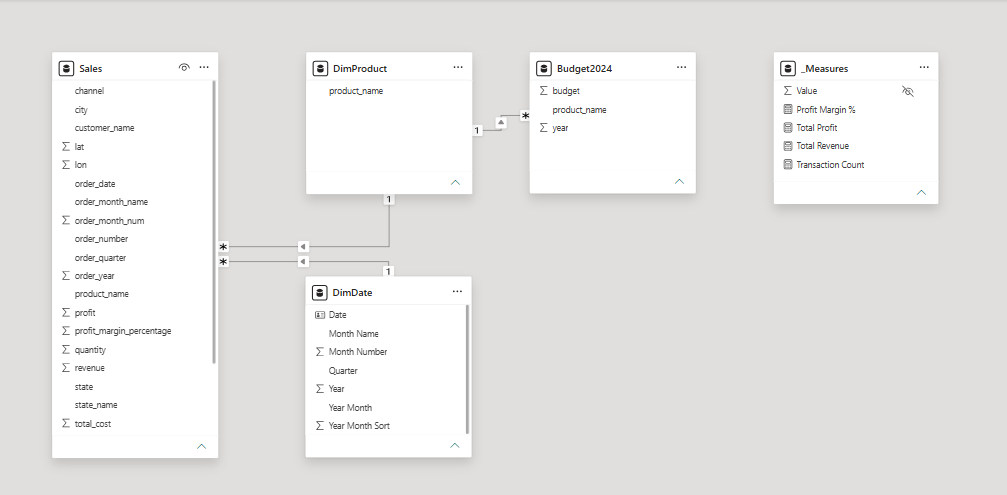 Sales
channel
city
customer_name
lat
lon
order_date
order_month_name
order_month_num
order_number
order_quarter
order_year
product_name
profit
profit_margin_percentage
quantity
revenue
state
state_name
total_cost
DimProduct
product_name
1
*
Budget2024
budget
product_name
year
_Measures
Value
Profit Margin %
Total Profit
Total Revenue
Transaction Count
1
*
*
1
DimDate
Date
Month Name
Month Number
Quarter
Year
Year Month
Year Month Sort